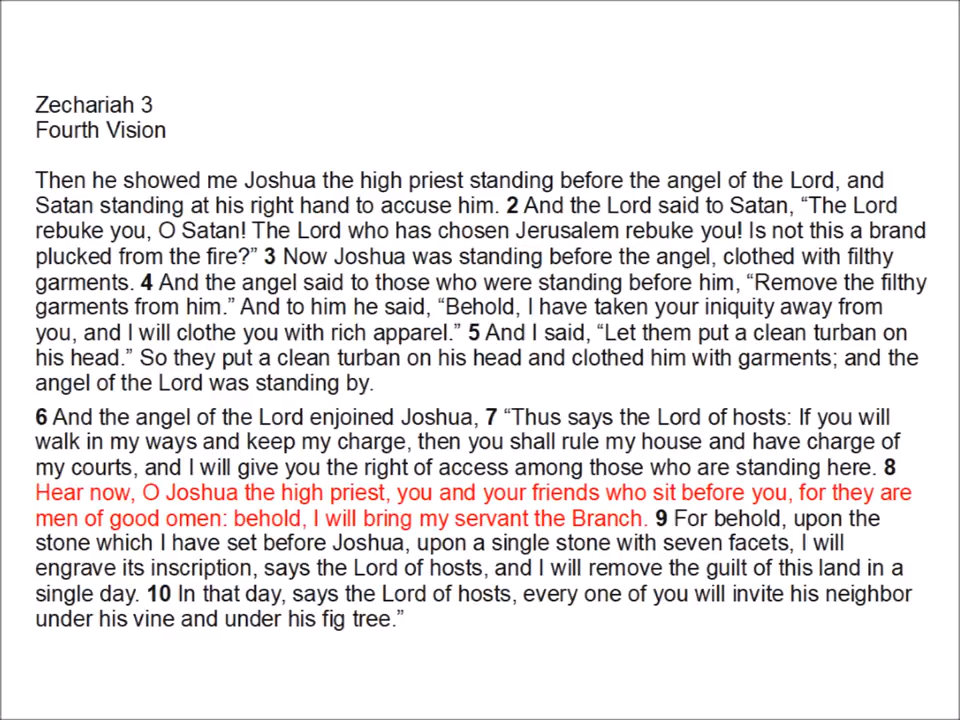 Zechariah 3
Fourth Vision
Then he showed me Joshua the high priest standing before the angel of the Lord, and
Satan standing at his right hand to accuse him. 2 And the Lord said to Satan, “The Lord
rebuke you, O Satan! The Lord who has chosen Jerusalem rebuke you! Is not this a brand
plucked from the fire?” 3 Now Joshua was standing before the angel, clothed with filthy
garments. 4 And the angel said to those who were standing before him, “Remove the filthy
garments from him.” And to him he said, “Behold, I have taken your iniquity away from
you, and I will clothe you with rich apparel.” 5 And I said, “Let them put a clean turban on
his head.” So they put a clean turban on his head and clothed him with garments; and the
angel of the Lord was standing by.
6 And the angel of the Lord enjoined Joshua, 7 “Thus says the Lord of hosts: If you will
walk in my ways and keep my charge, then you shall rule my house and have charge of
my courts, and I will give you the right of access among those who are standing here. 8
Hear now, O Joshua the high priest, you and your friends who sit before you, for they are
men of good omen: behold, I will bring my servant the Branch. 9 For behold, upon the
stone which I have set before Joshua, upon a single stone with seven facets, I will
engrave its inscription, says the Lord of hosts, and I will remove the guilt of this land in a
single day. 10 In that day, says the Lord of hosts, every one of you will invite his neighbor
under his vine and under his fig tree.”